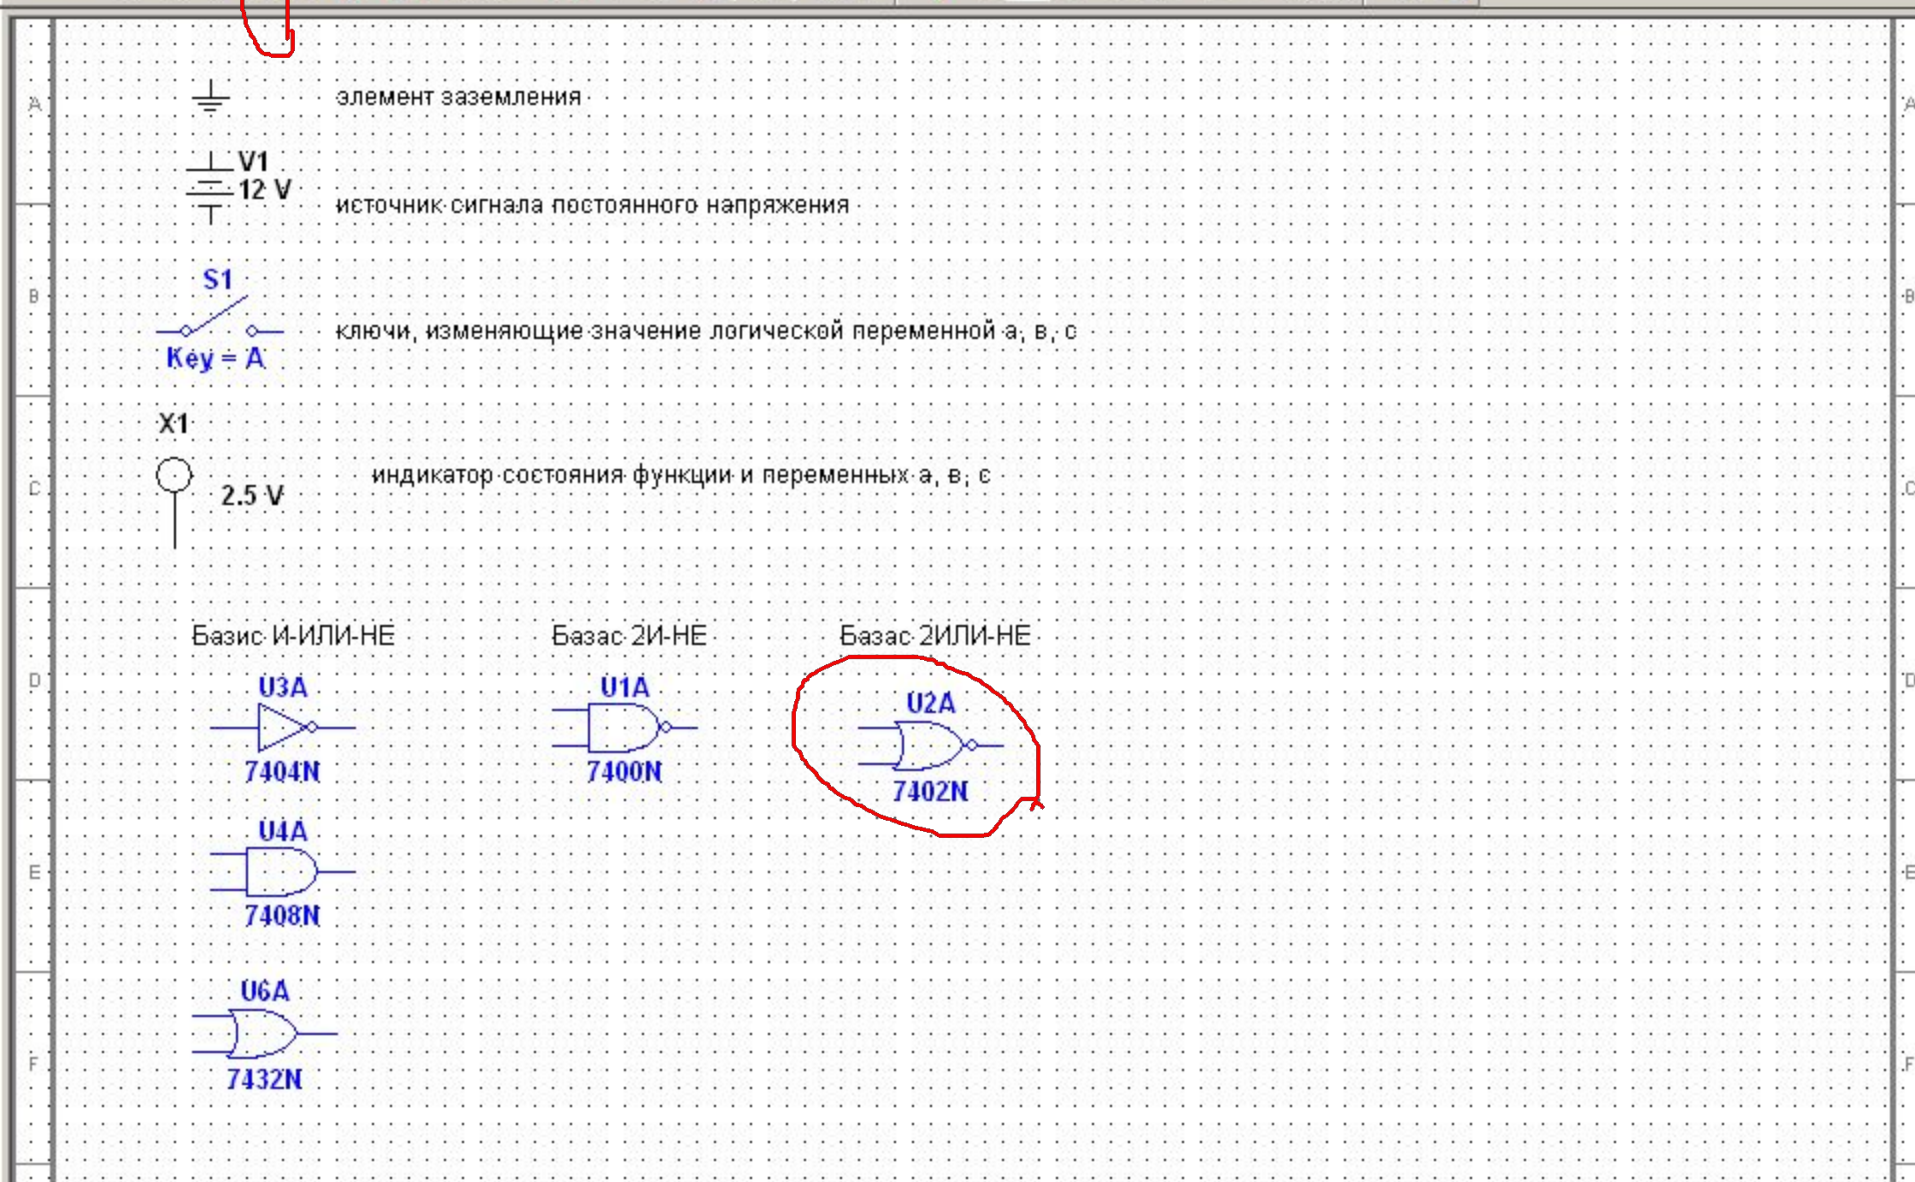 A
элемент заземления
A
V1
12 V
источник сигнала постоянного напряжения
S1
B
B
ключи, изменяющие значение логической переменной а, в, с
Key = A
X1
индикатор состояния функции и переменных а, в, с
C
C
2.5 V
Базис И-ИЛИ-НЕ
Базас 2И-НЕ
Базас 2ИЛИ-НЕ
D
D
U3A
U1A
U2A
7404N
7400N
7402N
U4A
E
E
7408N
U6A
F
F
7432N